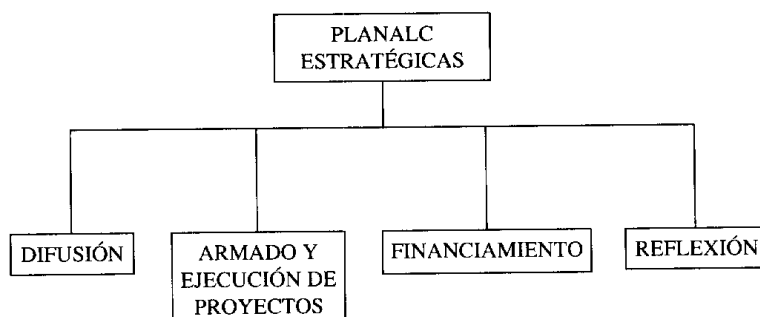 PLANALC
ESTRATÉGICAS
DIFUSIÓN
ARMADO Y
EJECUCIÓN DE
PROYECTOS
FINANCIAMIENTO
REFLEXIÓN